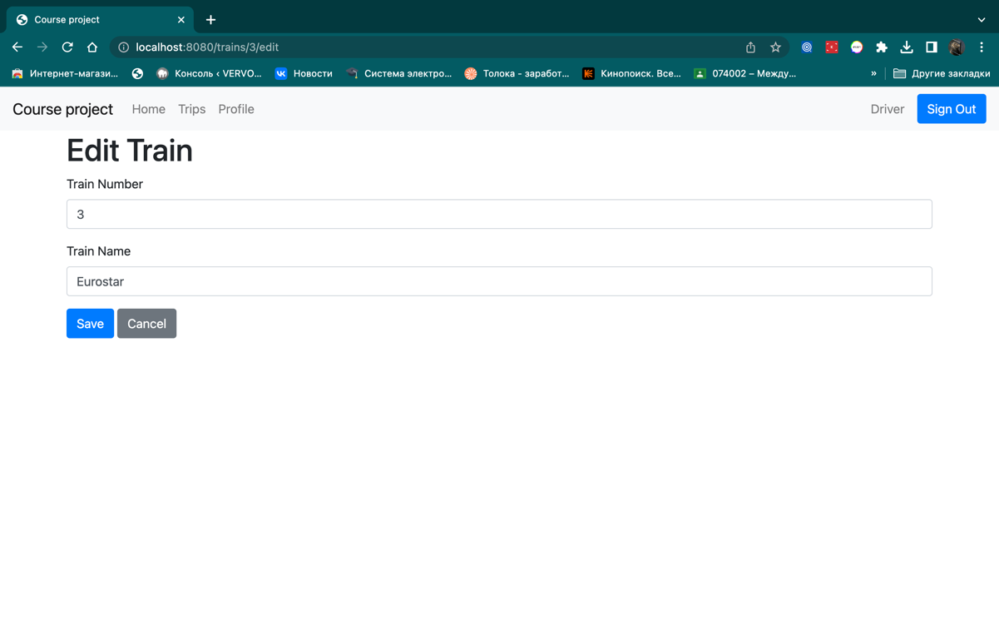 Course project
localhost:8080/trains/3/edit
Интернет-магази... Консоль ‹ VERVO... Новости Система электро... Толока - заработ... Кинопоиск. Все... 074002 – Между... » Другие закладки
Course project Home Trips Profile Driver Sign Out
Edit Train
Train Number
3
Train Name
Eurostar
Save Cancel